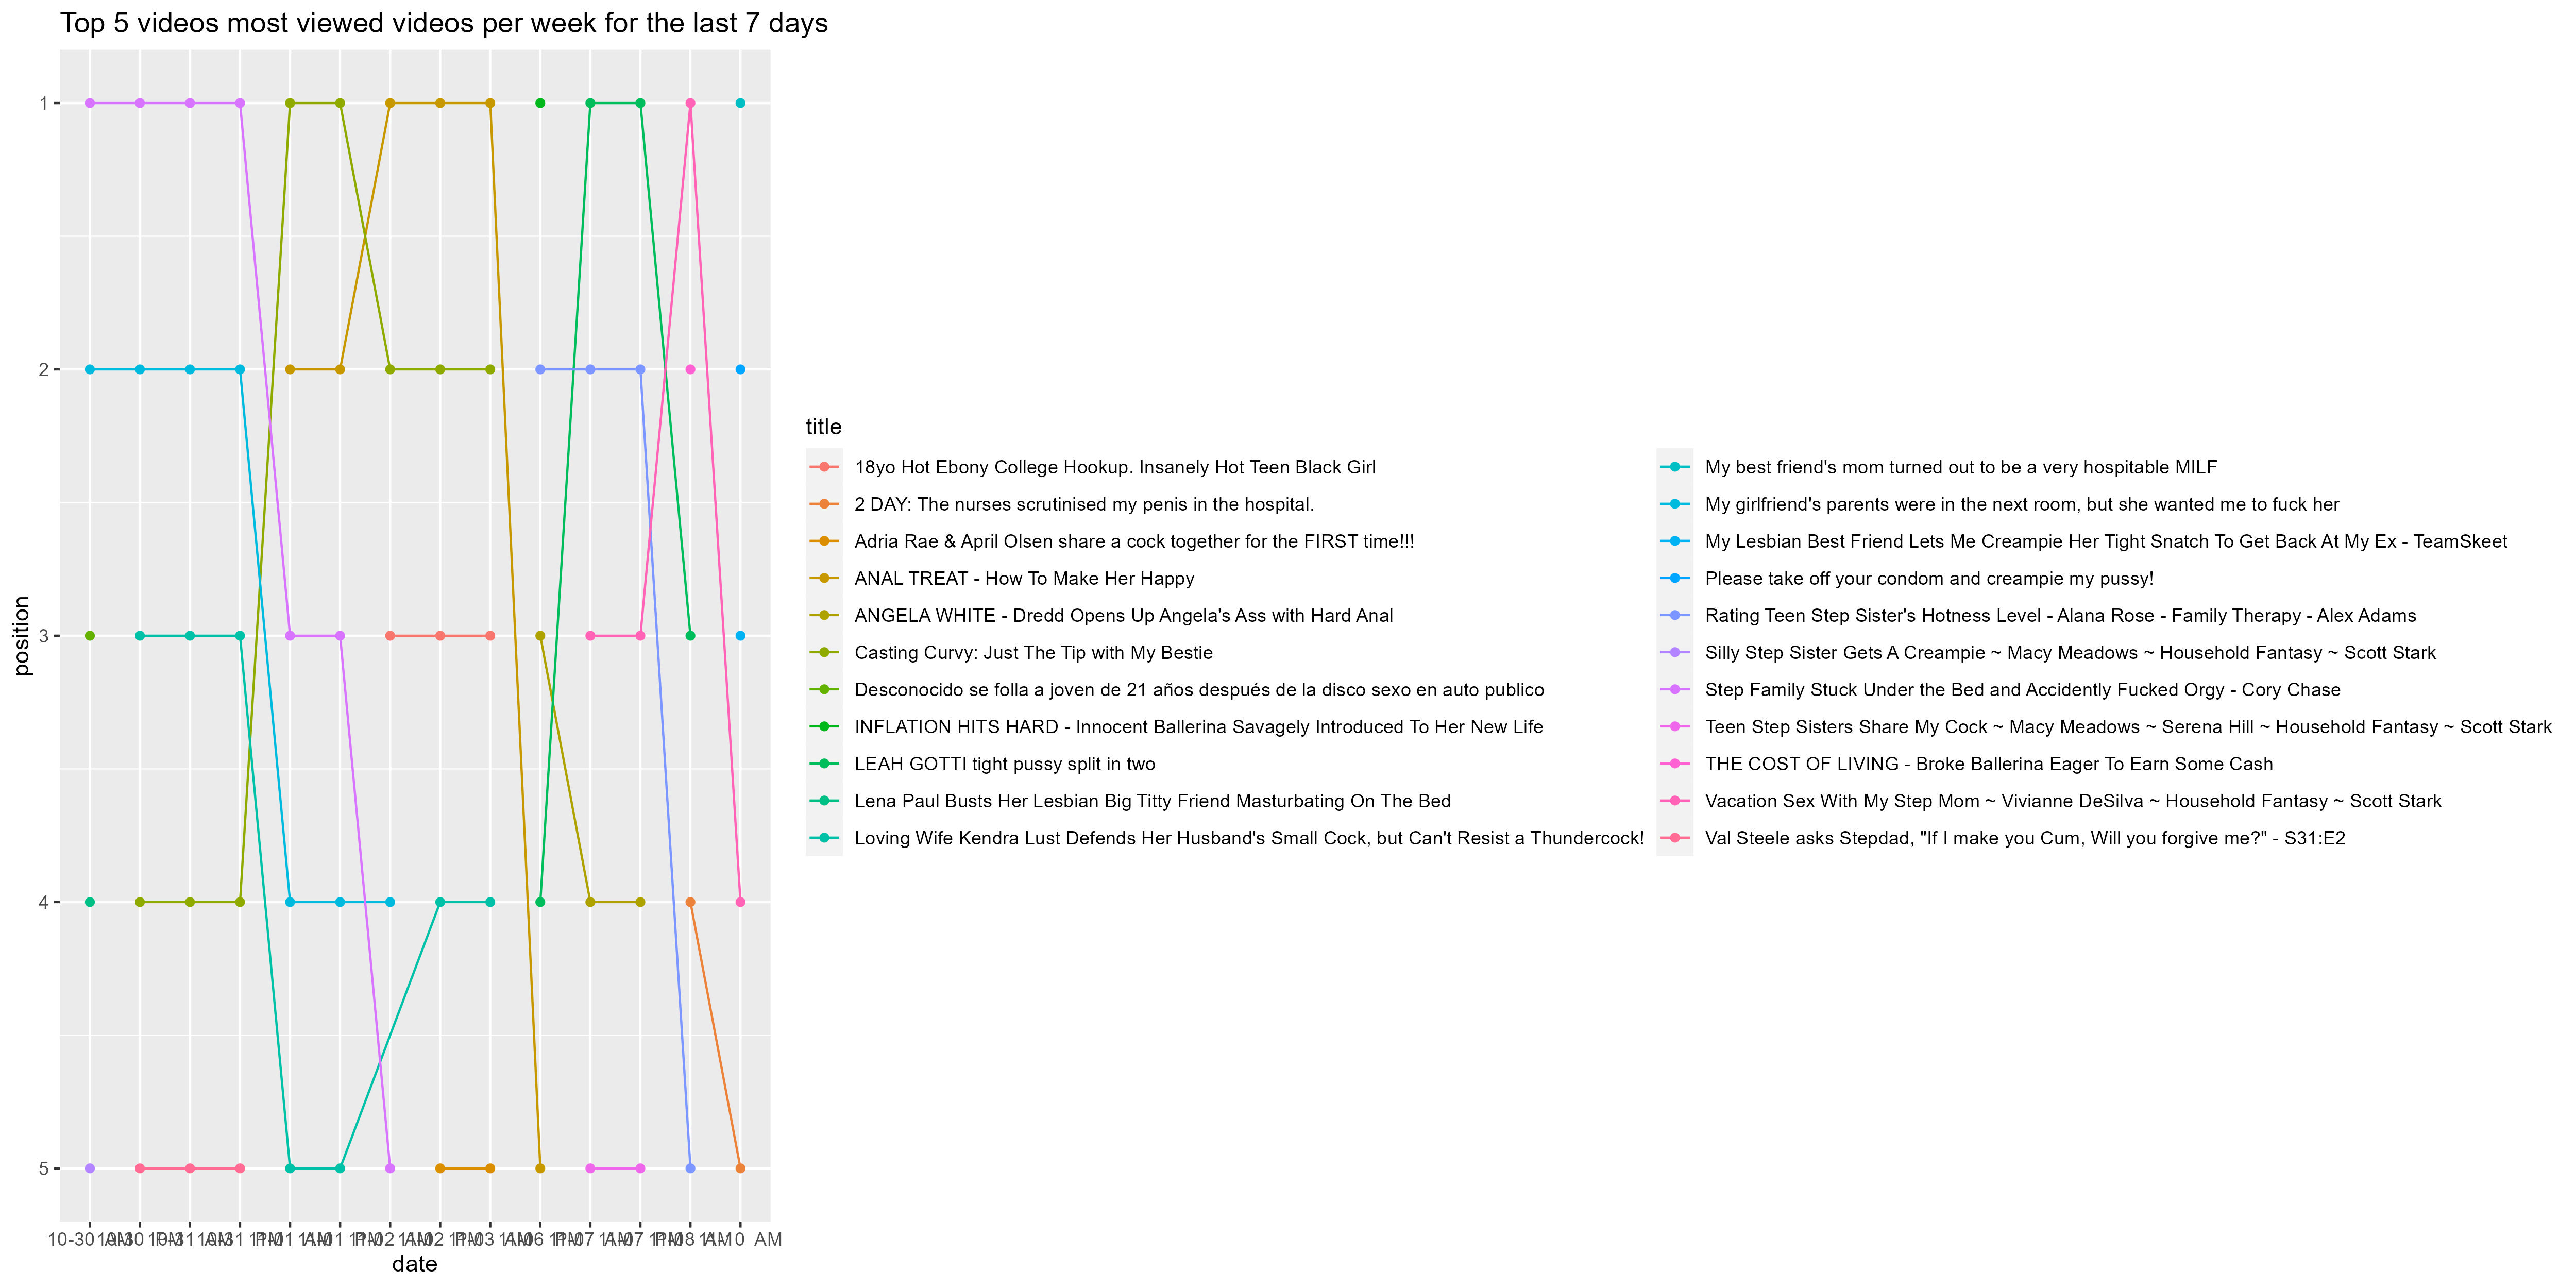 Top 5 videos most viewed videos per week for the last 7 days
1
2
3
4
5
position
date
title
18yo Hot Ebony College Hookup. Insanely Hot Teen Black Girl
2 DAY: The nurses scrutinised my penis in the hospital.
Adria Rae & April Olsen share a cock together for the FIRST time!!!
ANAL TREAT - How To Make Her Happy
ANGELA WHITE - Dredd Opens Up Angela's Ass with Hard Anal
Casting Curvy: Just The Tip with My Bestie
Desconocido se folla a joven de 21 años después de la disco sexo en auto publico
INFLATION HITS HARD - Innocent Ballerina Savagely Introduced To Her New Life
LEAH GOTTI tight pussy split in two
Lena Paul Busts Her Lesbian Big Titty Friend Masturbating On The Bed
Loving Wife Kendra Lust Defends Her Husband's Small Cock, but Can't Resist a Thundercock!
My best friend's mom turned out to be a very hospitable MILF
My girlfriend's parents were in the next room, but she wanted me to fuck her
My Lesbian Best Friend Lets Me Creampie Her Tight Snatch To Get Back At My Ex - TeamSkeet
Please take off your condom and creampie my pussy!
Rating Teen Step Sister's Hotness Level - Alana Rose - Family Therapy - Alex Adams
Silly Step Sister Gets A Creampie ~ Macy Meadows ~ Household Fantasy ~ Scott Stark
Step Family Stuck Under the Bed and Accidently Fucked Orgy - Cory Chase
Teen Step Sisters Share My Cock ~ Macy Meadows ~ Serena Hill ~ Household Fantasy ~ Scott Stark
THE COST OF LIVING - Broke Ballerina Eager To Earn Some Cash
Vacation Sex With My Step Mom ~ Vivianne DeSilva ~ Household Fantasy ~ Scott Stark
Val Steele asks Stepdad, "If I make you Cum, Will you forgive me?" - S31:E2